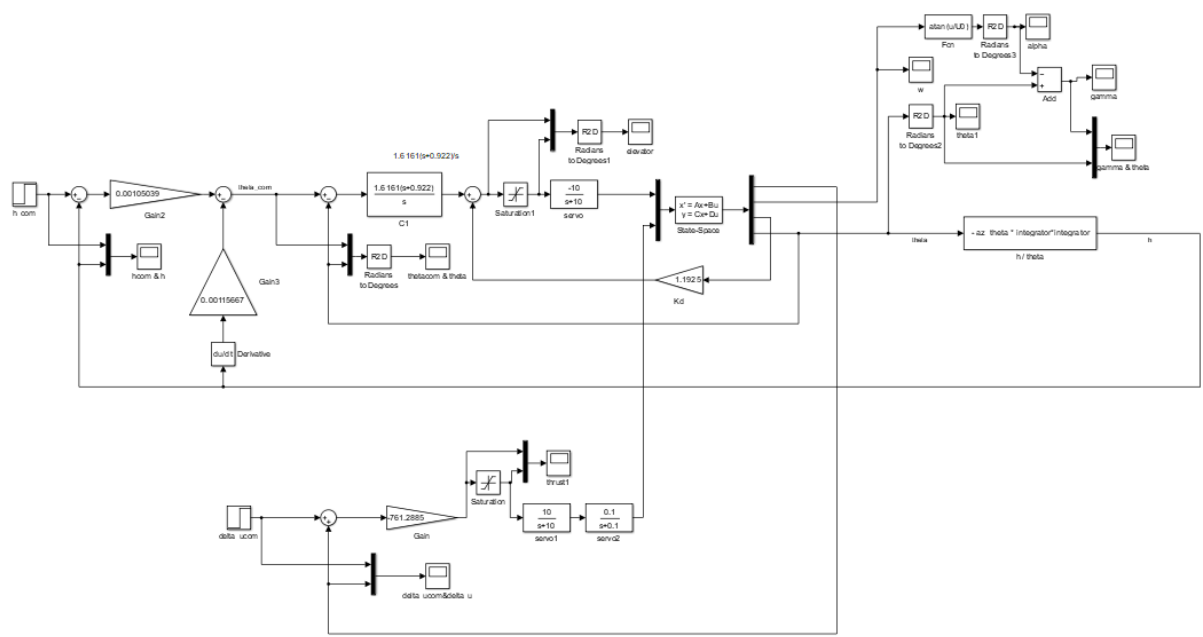 atan(u/U0)
Fcn
R2D
Radians
to Degrees3
alpha
w
Add
gamma
R2D
Radians
to Degrees2
theta1
gamma & theta
R2D
Radians
to Degrees1
elevator
1.6161(s+0.922)/s
h com
0.00105039
Gain2
theta_com
1.6161(s+0.922)
s
C1
Saturation1
-10
s+10
servo
x' = Ax+Bu
y = Cx+Du
State-Space
theta
- az theta * integrator*integrator
h / theta
h
hcom & h
R2D
Radians
to Degrees
thetacom & theta
1.1925
Kd
Gain3
0.00115667
du/dt
Derivative
delta ucom
-761.2885
Gain
Saturation
thrust1
10
s+10
servo1
0.1
s+0.1
servo2
delta ucom&delta u